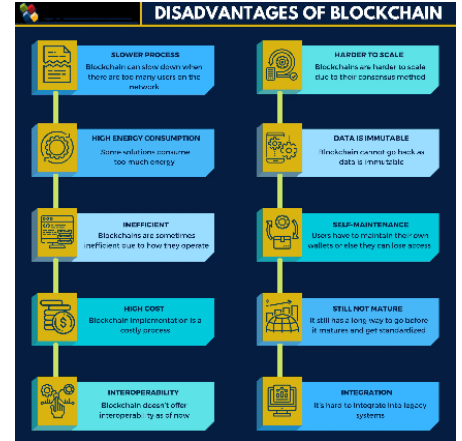 DISADVANTAGES OF BLOCKCHAIN
SLOWER PROCESS
Blockchain can slow down when
there are too many users on the
network
HIGH ENERGY CONSUMPTION
Some solutions consume
too much energy
INEFFICIENT
Blockchains are sometimes
inefficient due to how they operate
HIGH COST
Blockchain implementation is a
costly process
INTEROPERABILITY
Blockchain doesn't offer
interoperability as of now
HARDER TO SCALE
Blockchains are harder to scale
due to their consensus method
DATA IS IMMUTABLE
Blockchain cannot go back as
data is immutable
SELF-MAINTENANCE
Users have to maintain their own
wallets or else they can lose access
STILL NOT MATURE
It still has a long way to go before
it matures and get standardized
INTEGRATION
It's hard to integrate into legacy
systems